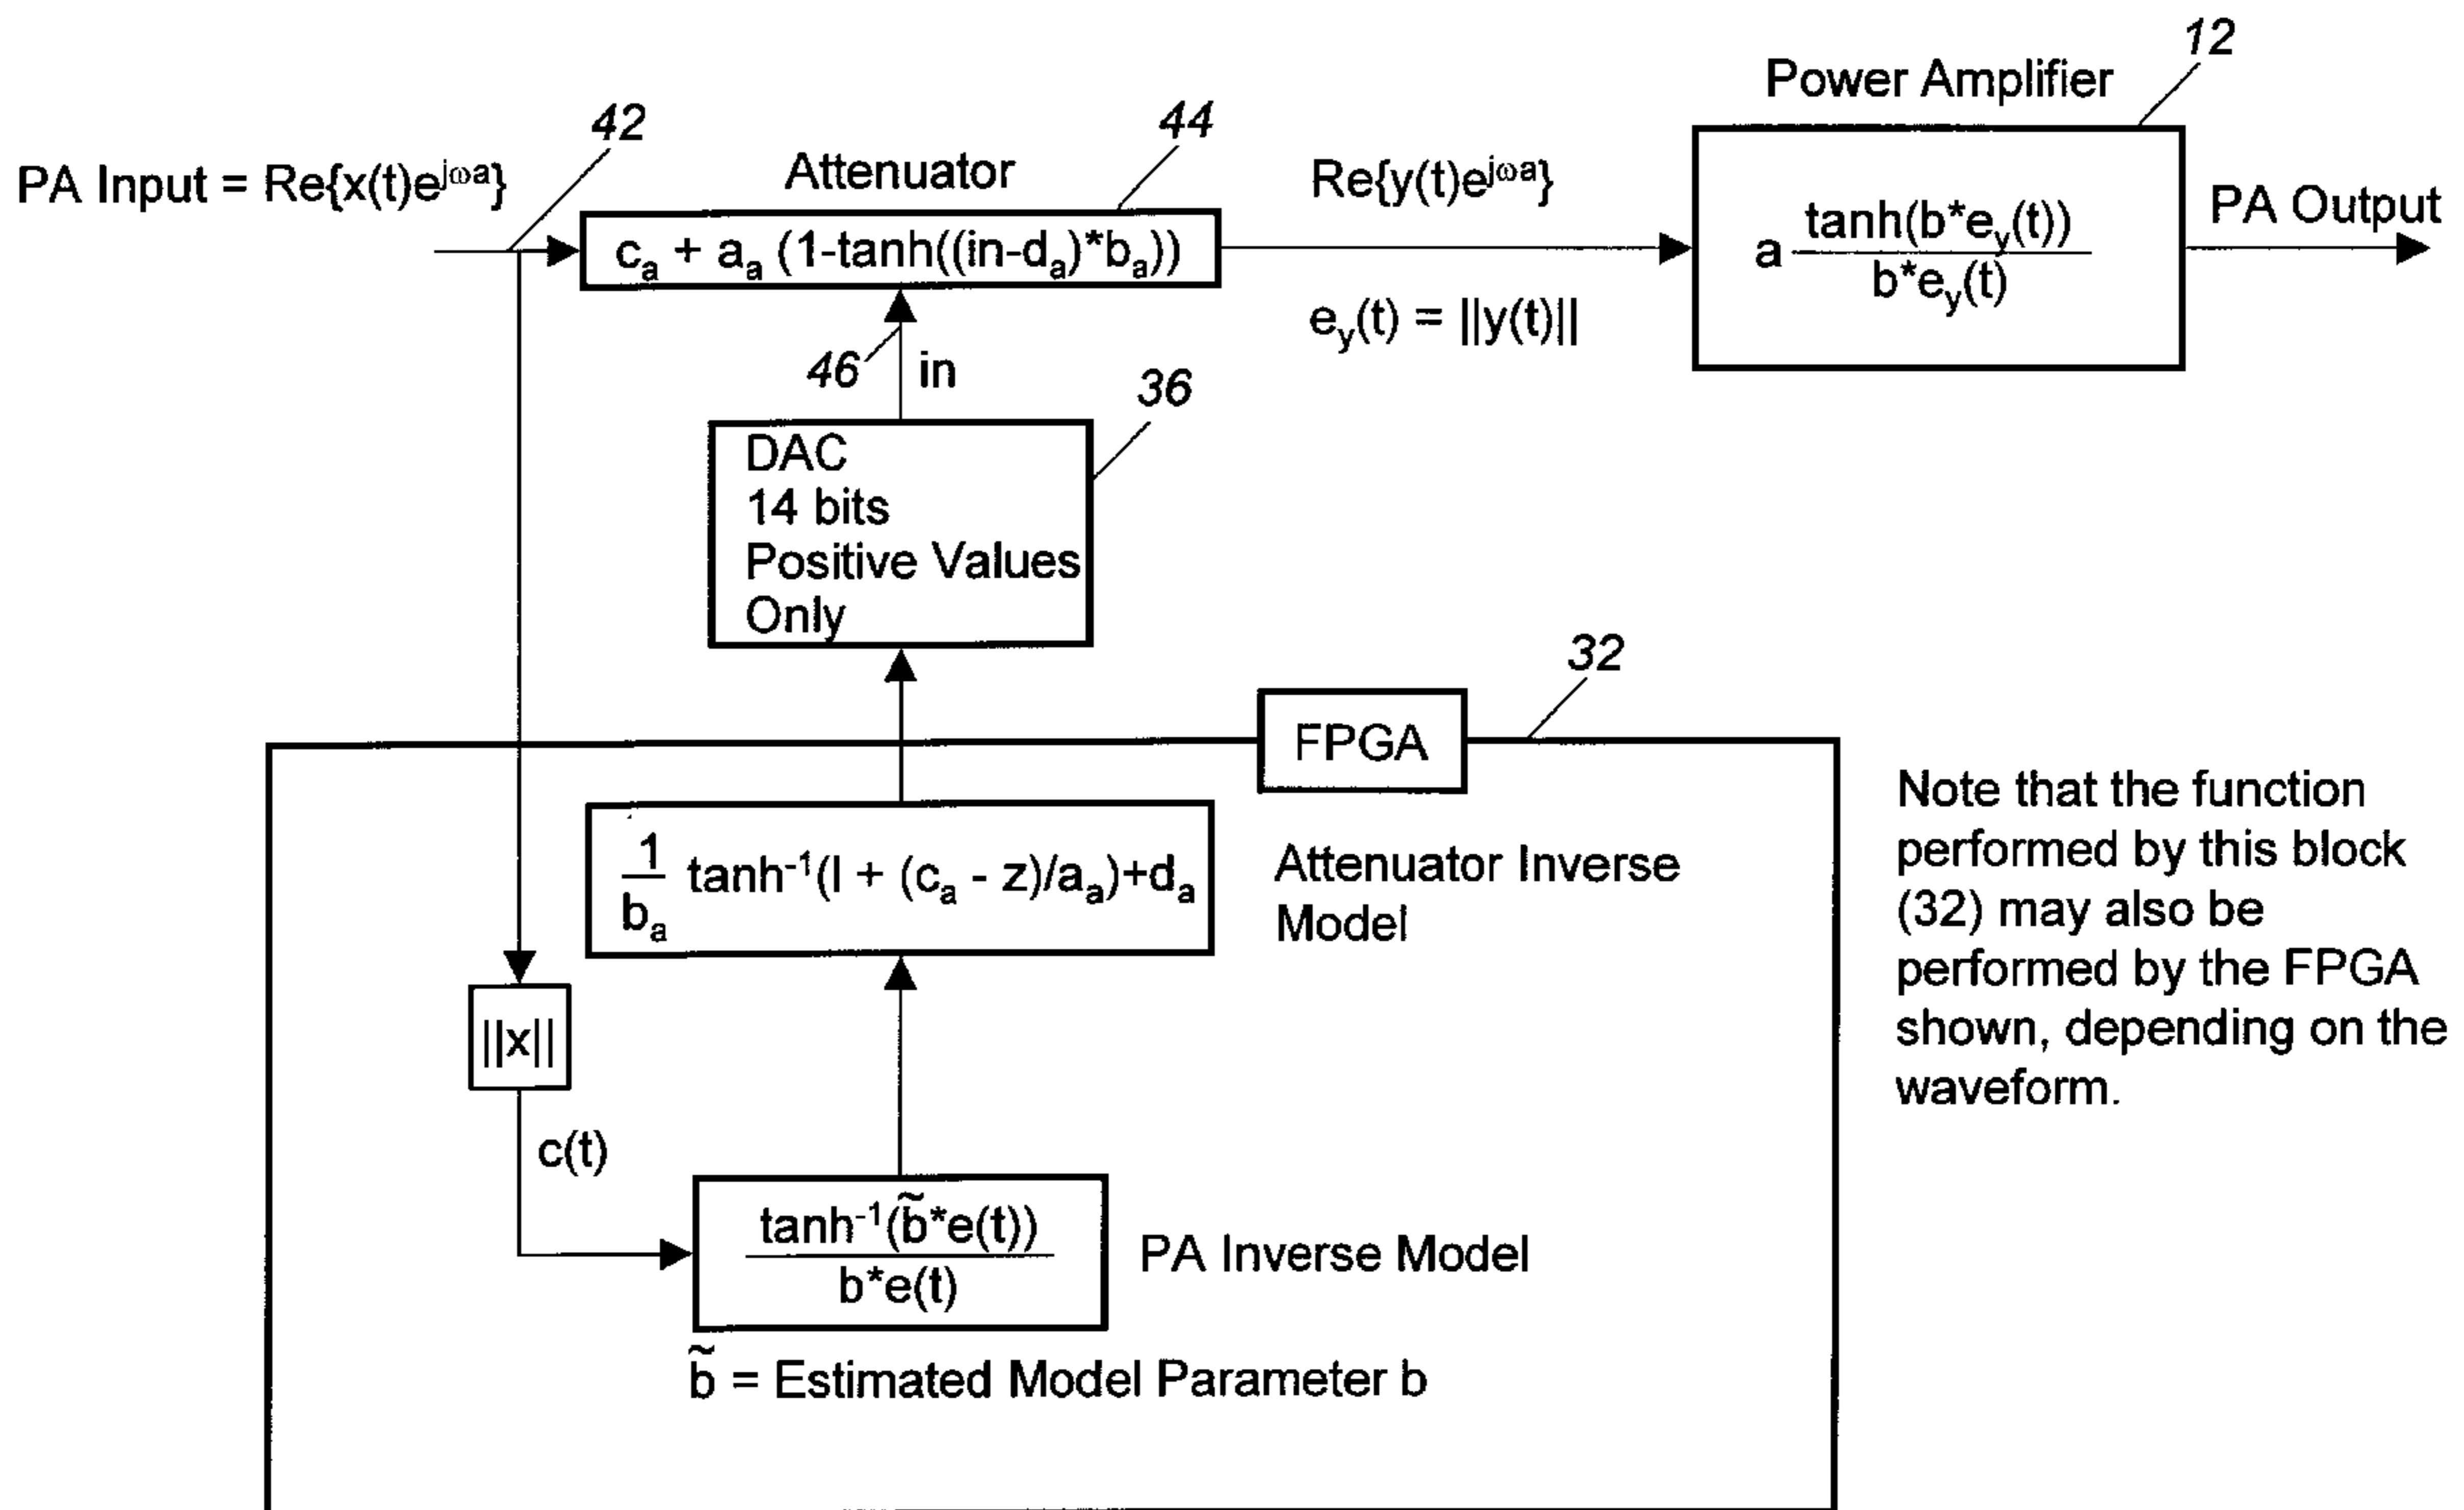 12
Power Amplifier
42
44
PA Input = Re{x(t)e^jωa}
Attenuator
Re{y(t)e^jωa}
PA Output
c_a + a_a (1-tanh((in-d_a)*b_a))
a tanh(b*e_y(t))
b*e_y(t)
e_y(t) = ||y(t)||
46
in
36
DAC
14 bits
Positive Values
Only
32
FPGA
Note that the function
performed by this block
(32) may also be
performed by the FPGA
shown, depending on the
waveform.
1
b_a
tanh^-1(l + (c_a - z)/a_a)+d_a
Attenuator Inverse
Model
||x||
c(t)
tanh^-1(b̃*e(t))
b*e(t)
PA Inverse Model
b̃ = Estimated Model Parameter b